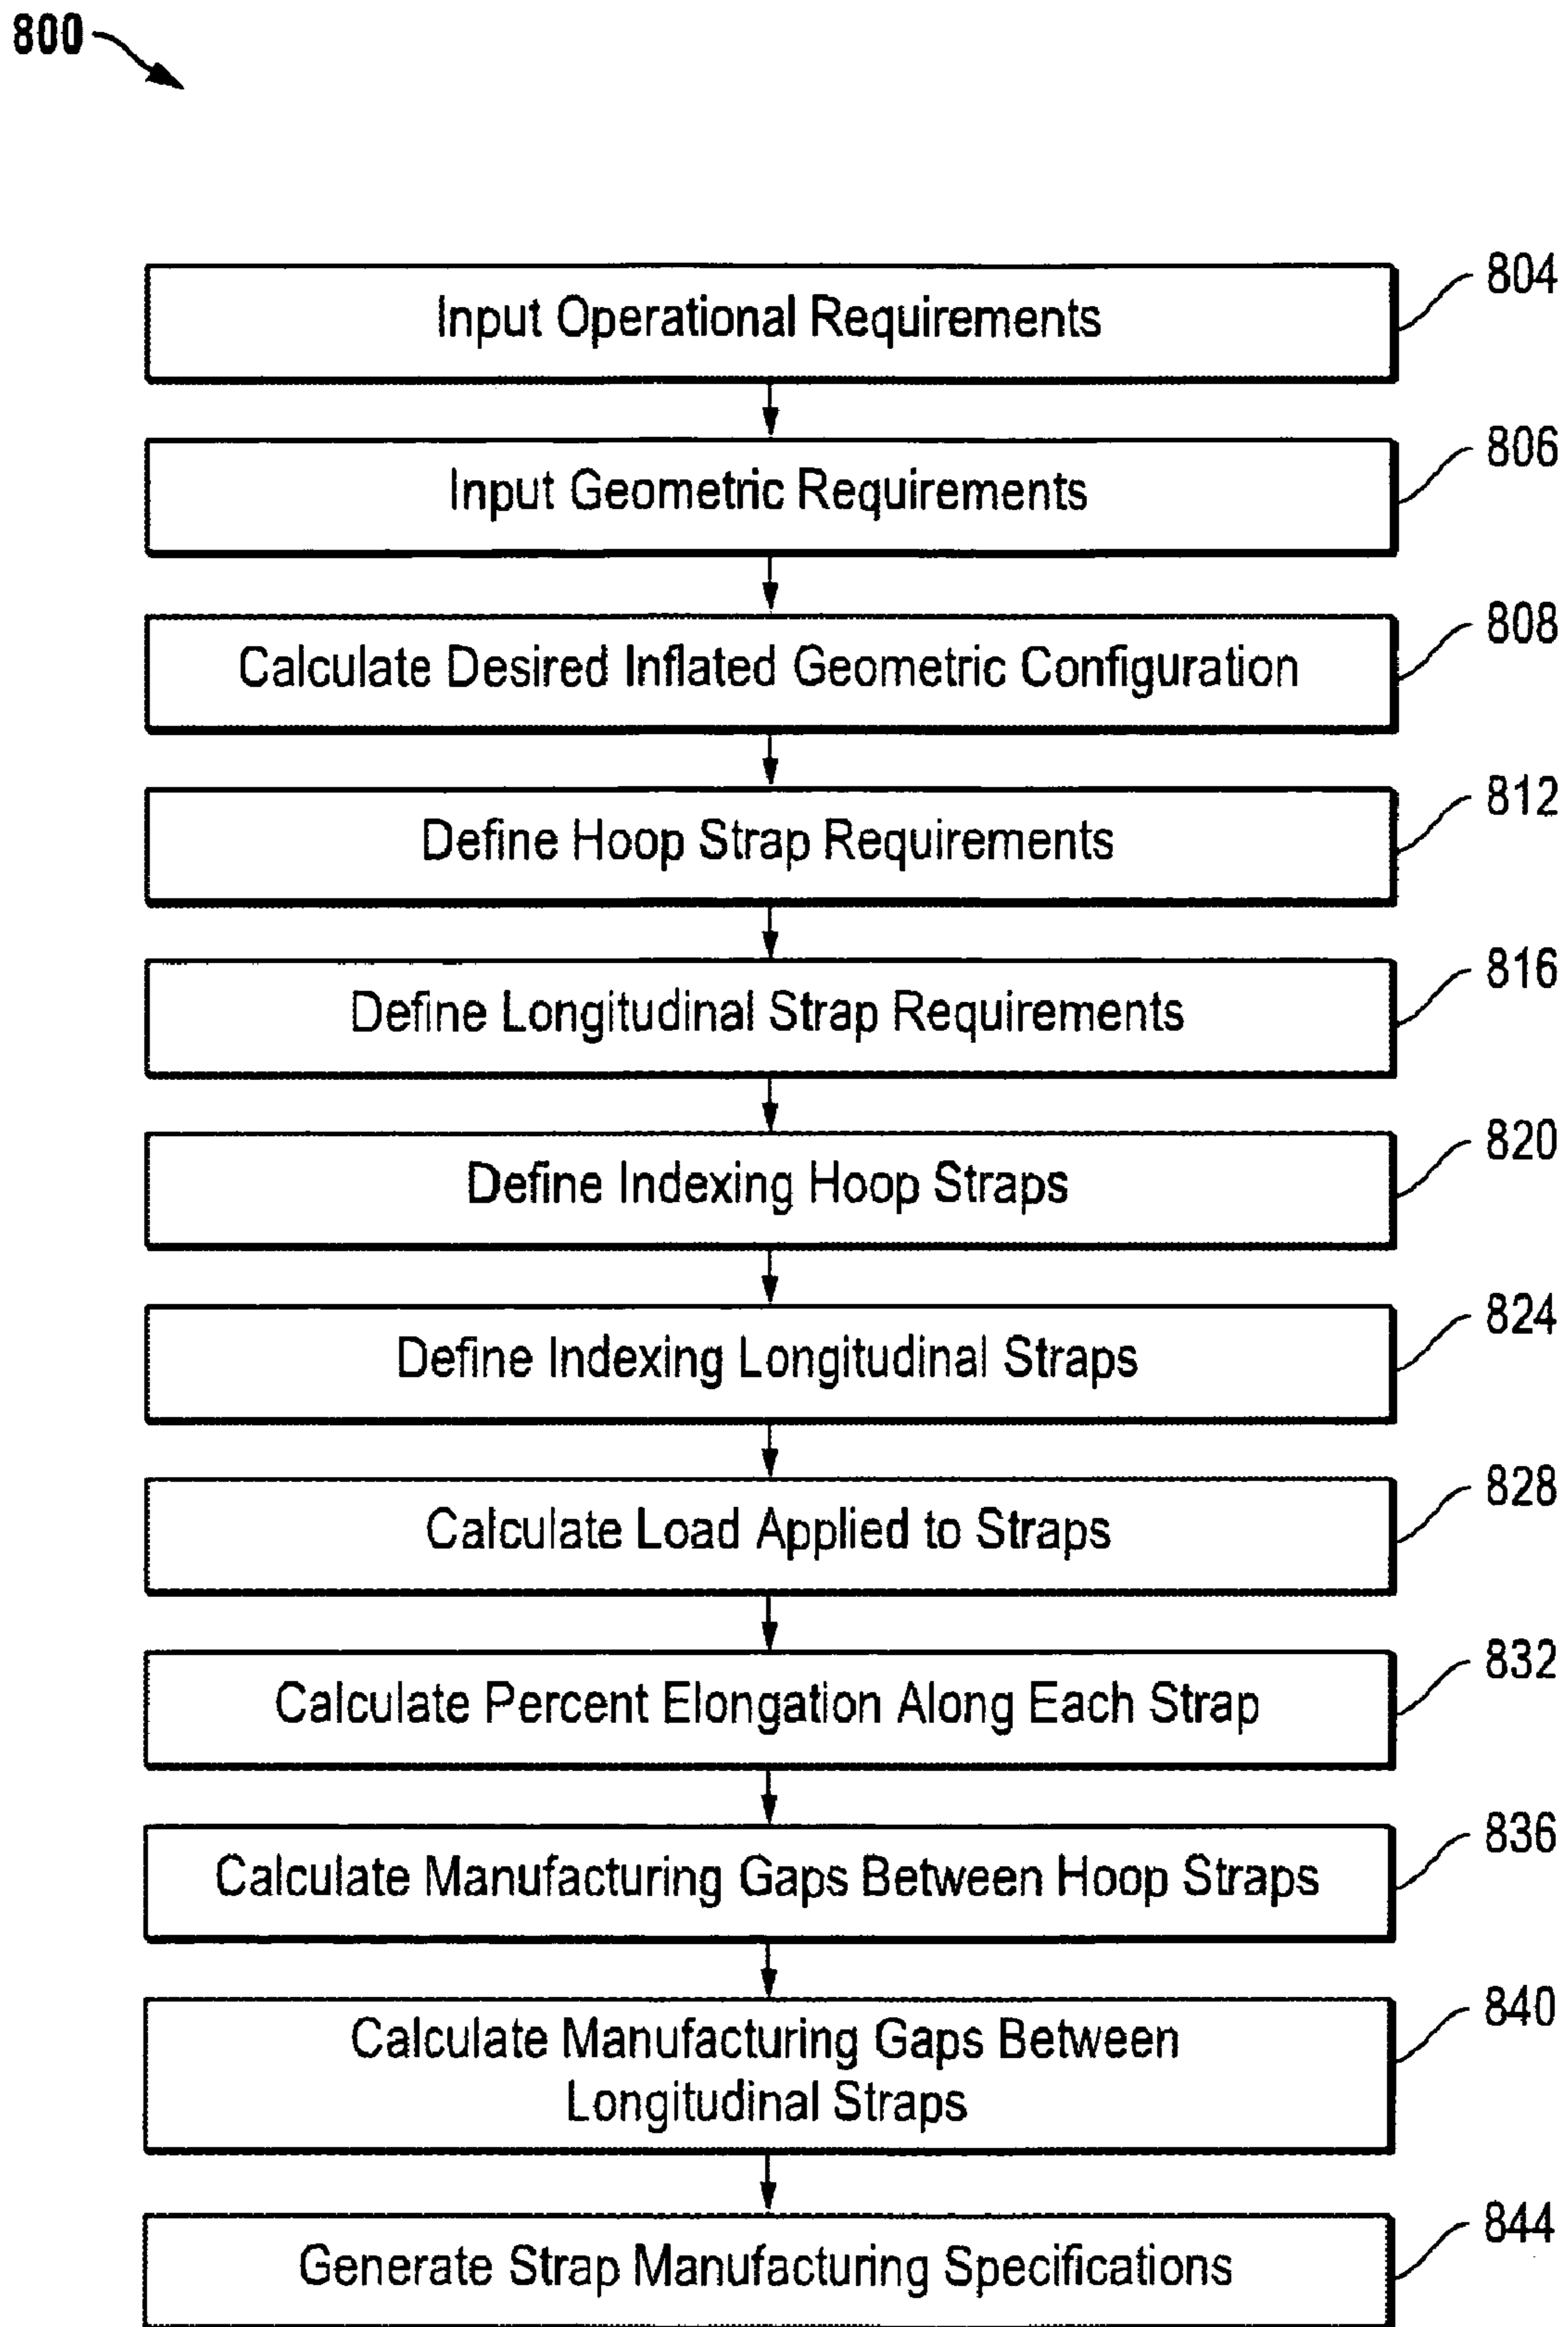 800
804
Input Operational Requirements
806
Input Geometric Requirements
808
Calculate Desired Inflated Geometric Configuration
812
Define Hoop Strap Requirements
816
Define Longitudinal Strap Requirements
820
Define Indexing Hoop Straps
824
Define Indexing Longitudinal Straps
828
Calculate Load Applied to Straps
832
Calculate Percent Elongation Along Each Strap
836
Calculate Manufacturing Gaps Between Hoop Straps
840
Calculate Manufacturing Gaps Between
Longitudinal Straps
844
Generate Strap Manufacturing Specifications